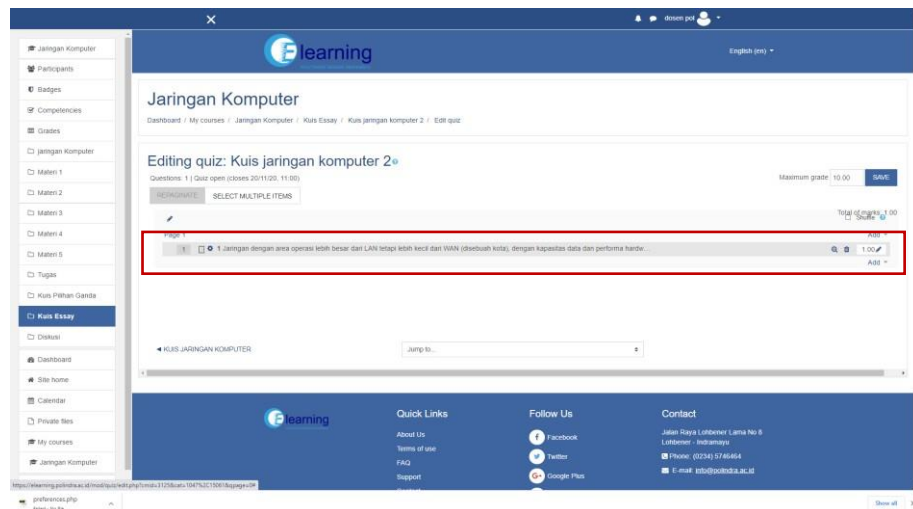 dosen pol
Jaringan Komputer
Participants
Badges
Competencies
Grades
jaringan Komputer
Materi 1
Materi 2
Materi 3
Materi 4
Materi 5
Tugas
Kuis Pilihan Ganda
Kuis Essay
Diskusi
Dashboard
Site home
Calendar
Private files
My courses
Jaringan Komputer
Elearning
English (en)
Jaringan Komputer
Dashboard / My courses / Jaringan Komputer / Kuis Essay / Kuis jaringan komputer 2 / Edit quiz
Editing quiz: Kuis jaringan komputer 2
Questions: 1 | Quiz open (closes 20/11/20, 11:00)
Maximum grade 10.00 SAVE
REPAGINATE SELECT MULTIPLE ITEMS
Total of marks: 1.00
Shuffle
Page 1 Add
1 1 Jaringan dengan area operasi lebih besar dari LAN tetapi lebih kecil dari WAN (disebuah kota), dengan kapasitas data dan performa hardw... 1.00
Add
◄ KUIS JARINGAN KOMPUTER
Jump to...
Elearning
Quick Links
About Us
Terms of use
FAQ
Support
Follow Us
Facebook
Twitter
Google Plus
Contact
Jalan Raya Lohbener Lama No 8
Lohbener - Indramayu
Phone: (0234) 5746464
E-mail: info@polindra.ac.id
preferences.php
Show all